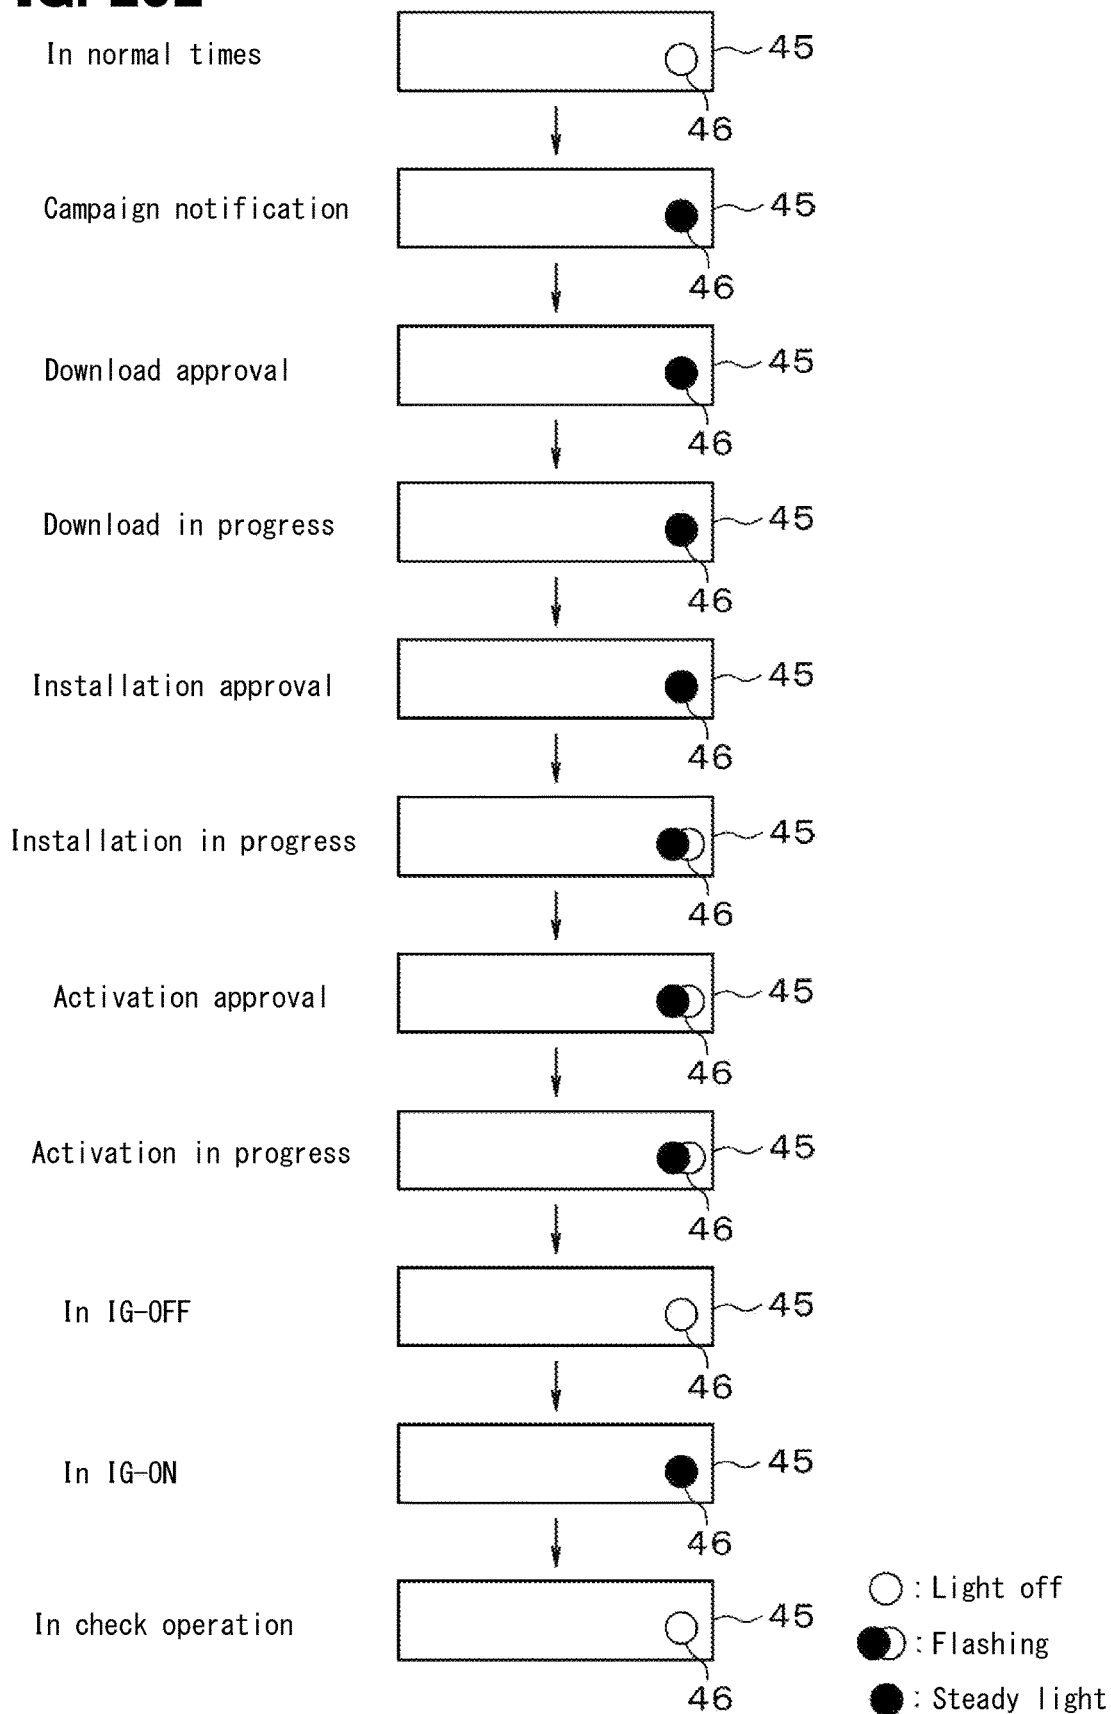 In normal times
45
46
Campaign notification
45
46
Download approval
45
46
Download in progress
45
46
Installation approval
45
46
Installation in progress
45
46
Activation approval
45
46
Activation in progress
45
46
In IG-OFF
45
46
In IG-ON
45
46
In check operation
45
46
: Light off
: Flashing
: Steady light